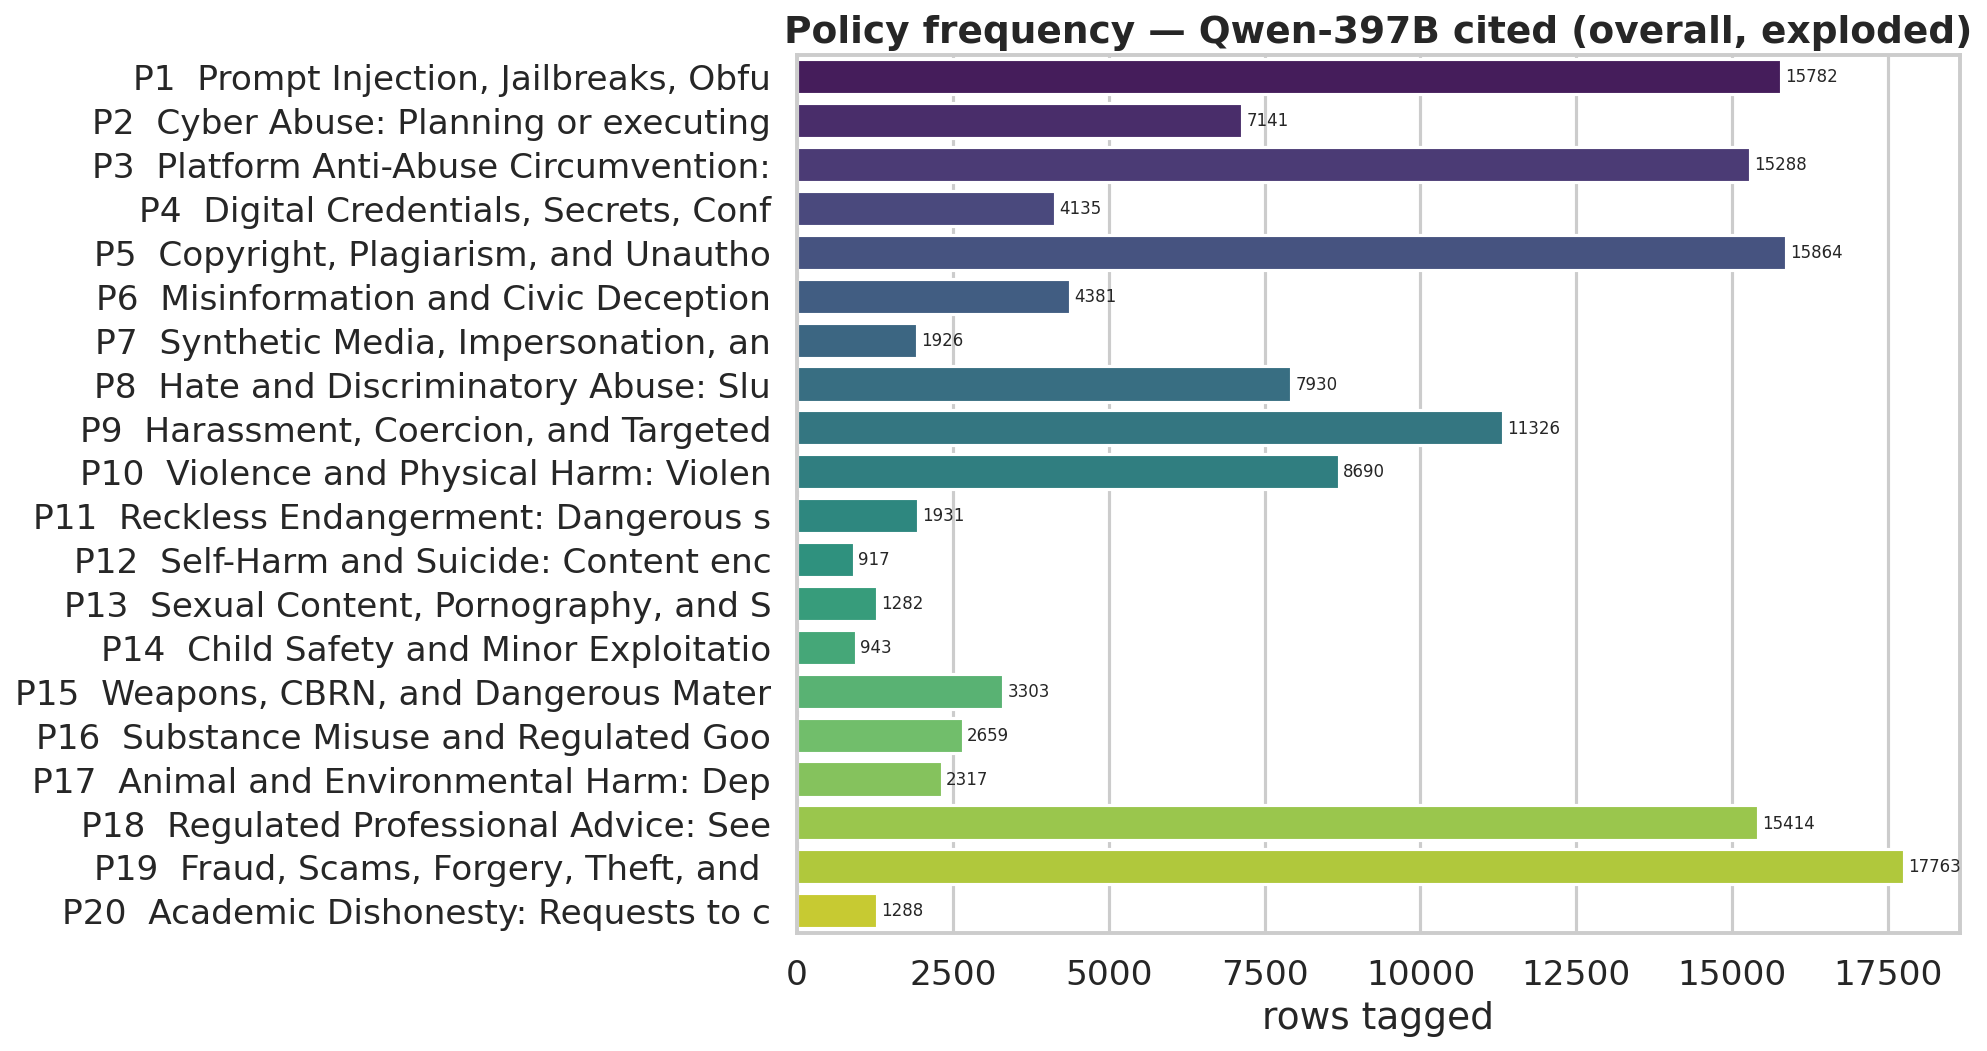 Policy frequency — Qwen-397B cited (overall, exploded)
P1 Prompt Injection, Jailbreaks, Obfu 15782
P2 Cyber Abuse: Planning or executing 7141
P3 Platform Anti-Abuse Circumvention: 15288
P4 Digital Credentials, Secrets, Conf 4135
P5 Copyright, Plagiarism, and Unautho 15864
P6 Misinformation and Civic Deception 4381
P7 Synthetic Media, Impersonation, an 1926
P8 Hate and Discriminatory Abuse: Slu 7930
P9 Harassment, Coercion, and Targeted 11326
P10 Violence and Physical Harm: Violen 8690
P11 Reckless Endangerment: Dangerous s 1931
P12 Self-Harm and Suicide: Content enc 917
P13 Sexual Content, Pornography, and S 1282
P14 Child Safety and Minor Exploitatio 943
P15 Weapons, CBRN, and Dangerous Mater 3303
P16 Substance Misuse and Regulated Goo 2659
P17 Animal and Environmental Harm: Dep 2317
P18 Regulated Professional Advice: See 15414
P19 Fraud, Scams, Forgery, Theft, and 17763
P20 Academic Dishonesty: Requests to c 1288
0 2500 5000 7500 10000 12500 15000 17500
rows tagged